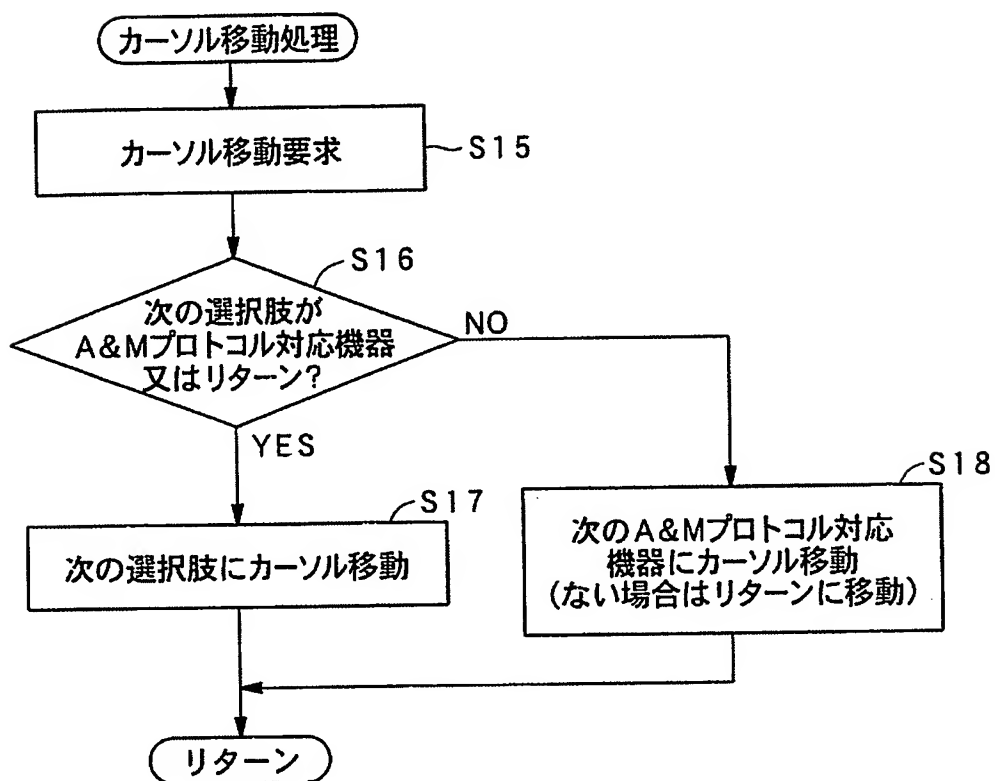 カーソル移動処理
カーソル移動要求
S15
S16
次の選択肢が
A&Mプロトコル対応機器
又はリターン?
NO
YES
S17
次の選択肢にカーソル移動
S18
次のA&Mプロトコル対応
機器にカーソル移動
(ない場合はリターンに移動)
リターン